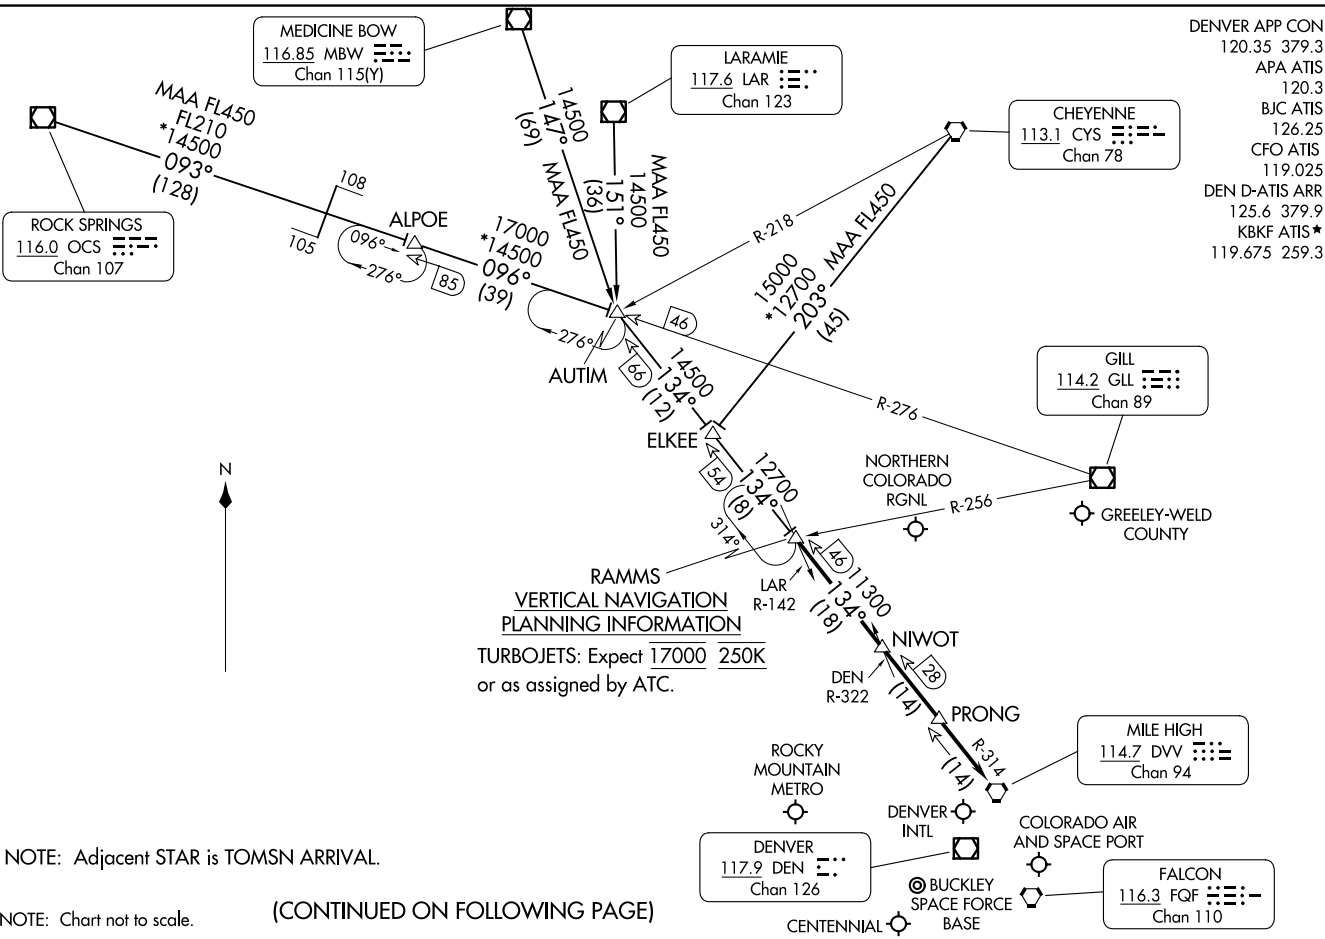 MEDICINE BOW
116.85 MBW
Chan 115(Y)
LARAMIE
117.6 LAR
Chan 123
DENVER APP CON
120.35 379.3
APA ATIS
120.3
BJC ATIS
126.25
CFO ATIS
119.025
DEN D-ATIS ARR
125.6 379.9
KBKF ATIS★
119.675 259.3
CHEYENNE
113.1 CYS
Chan 78
MAA FL450
FL210
*14500
093°
(128)
14500
147°
(69)
MAA FL450
MAA FL450
14500
151°
(36)
ROCK SPRINGS
116.0 OCS
Chan 107
108
105
ALPOE
096°
276°
85
17000
*14500
096°
(39)
R-218
MAA FL450
15000
*12700
203°
(45)
276°
AUTIM
46
66
14500
134°
(12)
GILL
114.2 GLL
Chan 89
R-276
ELKEE
54
12700
134°
(8)
314°
NORTHERN
COLORADO
RGNL
R-256
GREELEY-WELD
COUNTY
N
RAMMS
VERTICAL NAVIGATION
PLANNING INFORMATION
TURBOJETS: Expect 17000 250K
or as assigned by ATC.
LAR
R-142
46
11300
134°
(18)
NIWOT
DEN
R-322
28
(14)
PRONG
R-314
(14)
MILE HIGH
114.7 DVV
Chan 94
ROCKY
MOUNTAIN
METRO
DENVER
INTL
COLORADO AIR
AND SPACE PORT
DENVER
117.9 DEN
Chan 126
BUCKLEY
SPACE FORCE
BASE
FALCON
116.3 FQF
Chan 110
CENTENNIAL
NOTE: Adjacent STAR is TOMSN ARRIVAL.
NOTE: Chart not to scale.
(CONTINUED ON FOLLOWING PAGE)